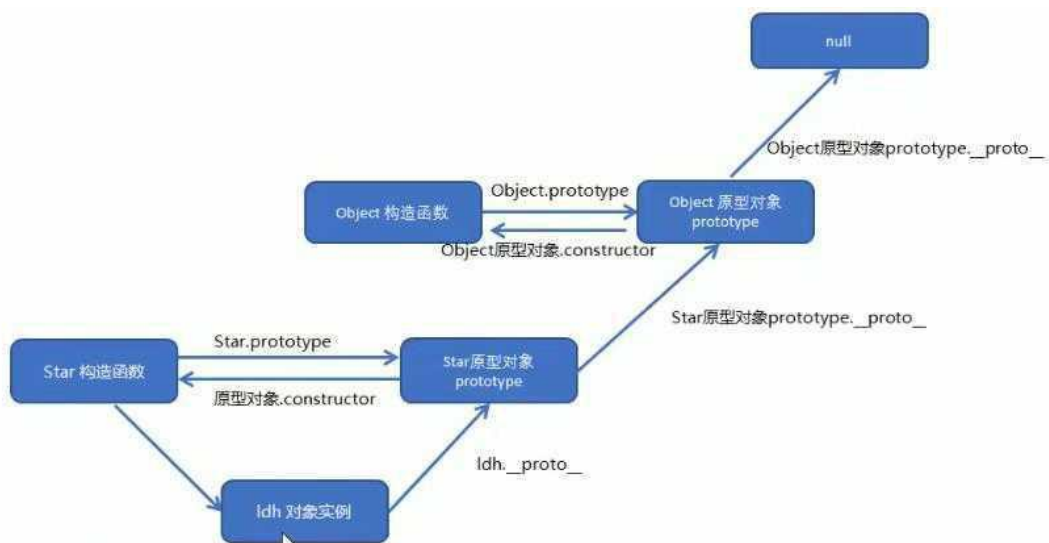 null
Object原型对象prototype.__proto__
Object.prototype
Object 构造函数
Object 原型对象
prototype
Object原型对象.constructor
Star原型对象prototype.__proto__
Star.prototype
Star 构造函数
Star原型对象
prototype
原型对象.constructor
ldh.__proto__
ldh 对象实例